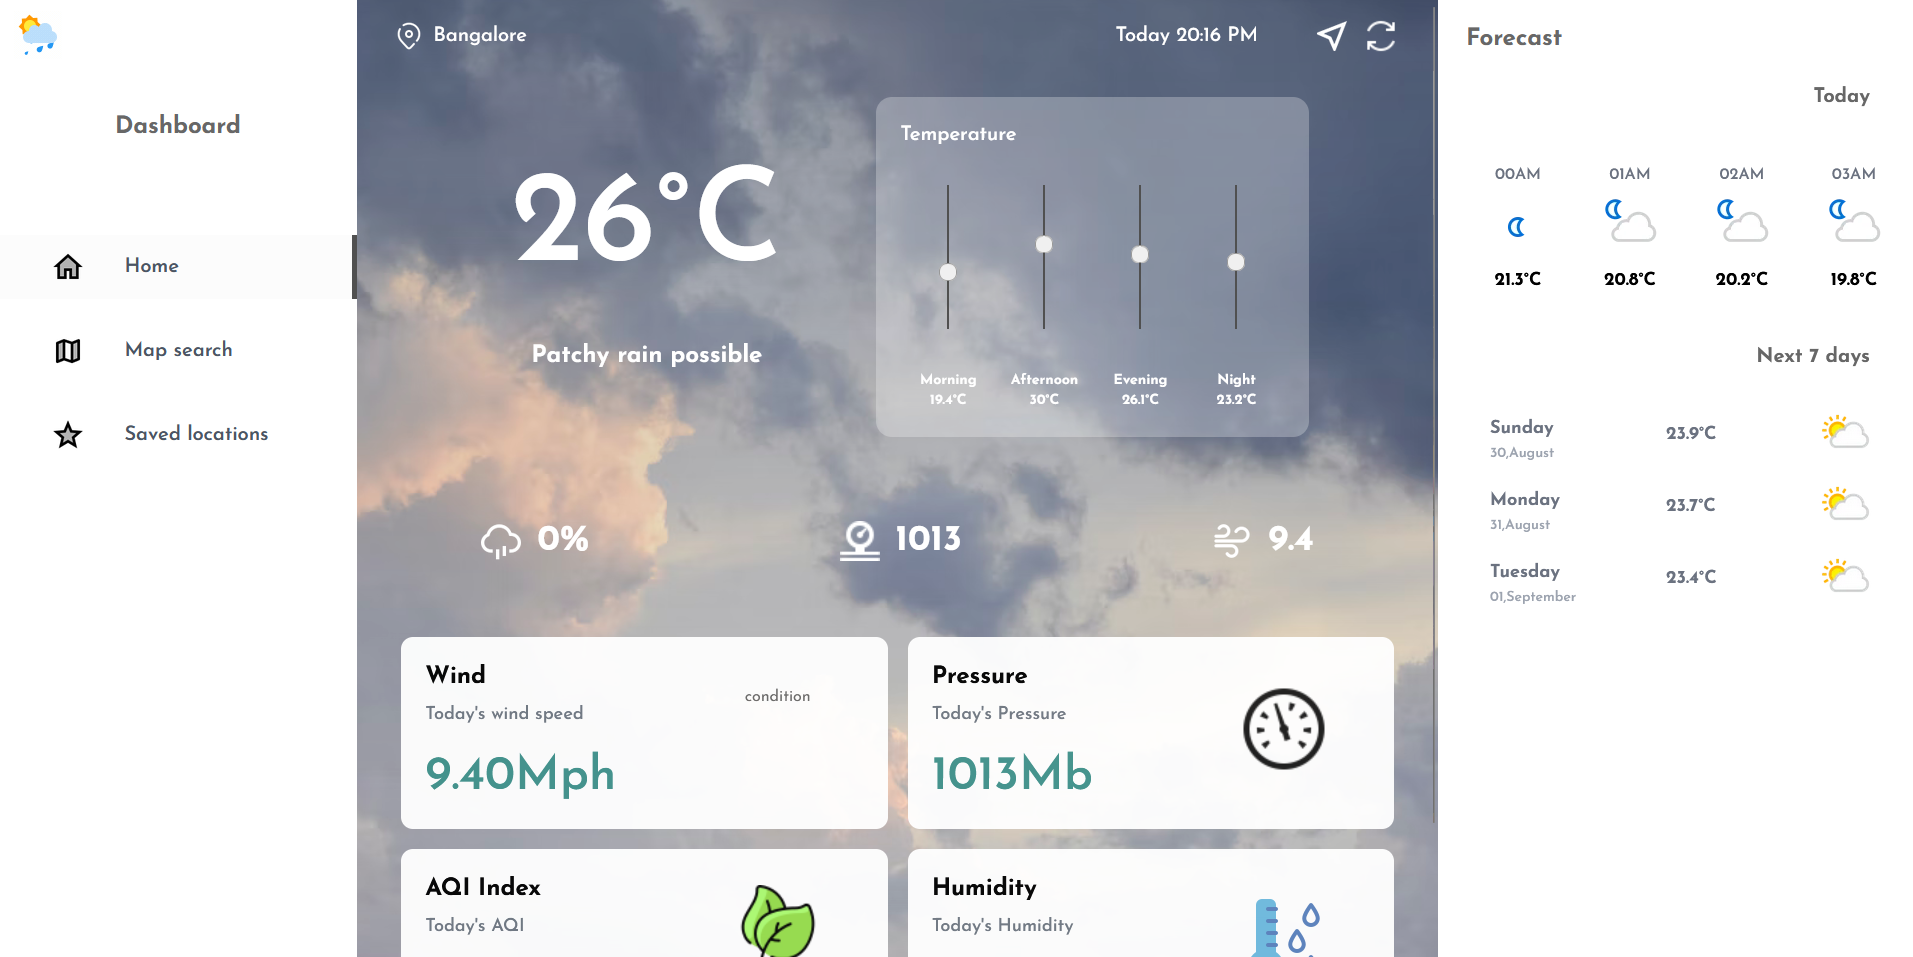 Dashboard
Home
Map search
Saved locations
Bangalore
Today 20:16 PM
26°C
Patchy rain possible
Temperature
Morning
19.4°C
Afternoon
30°C
Evening
26.1°C
Night
23.2°C
0%
1013
9.4
Wind
Today's wind speed
9.40Mph
condition
Pressure
Today's Pressure
1013Mb
AQI Index
Today's AQI
Humidity
Today's Humidity
Forecast
Today
00AM
01AM
02AM
03AM
21.3°C
20.8°C
20.2°C
19.8°C
Next 7 days
Sunday
30,August
23.9°C
Monday
31,August
23.7°C
Tuesday
01,September
23.4°C